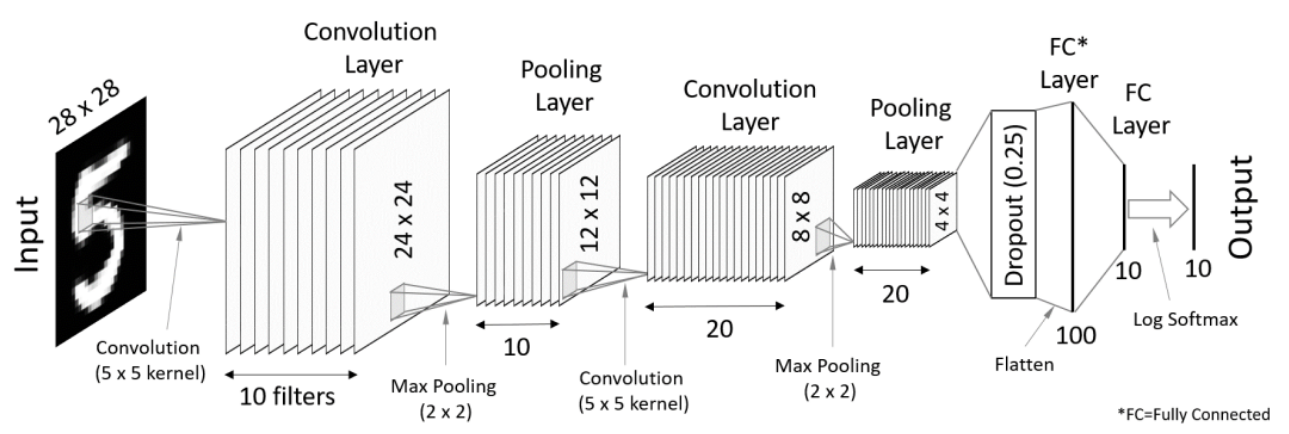 Input
28 x 28
Convolution
(5 x 5 kernel)
Convolution
Layer
24 x 24
10 filters
Max Pooling
(2 x 2)
Pooling
Layer
12 x 12
10
Convolution
(5 x 5 kernel)
Convolution
Layer
8 x 8
20
Max Pooling
(2 x 2)
Pooling
Layer
4 x 4
20
Dropout (0.25)
Flatten
FC*
Layer
100
FC
Layer
10
Log Softmax
10
Output
*FC=Fully Connected
5